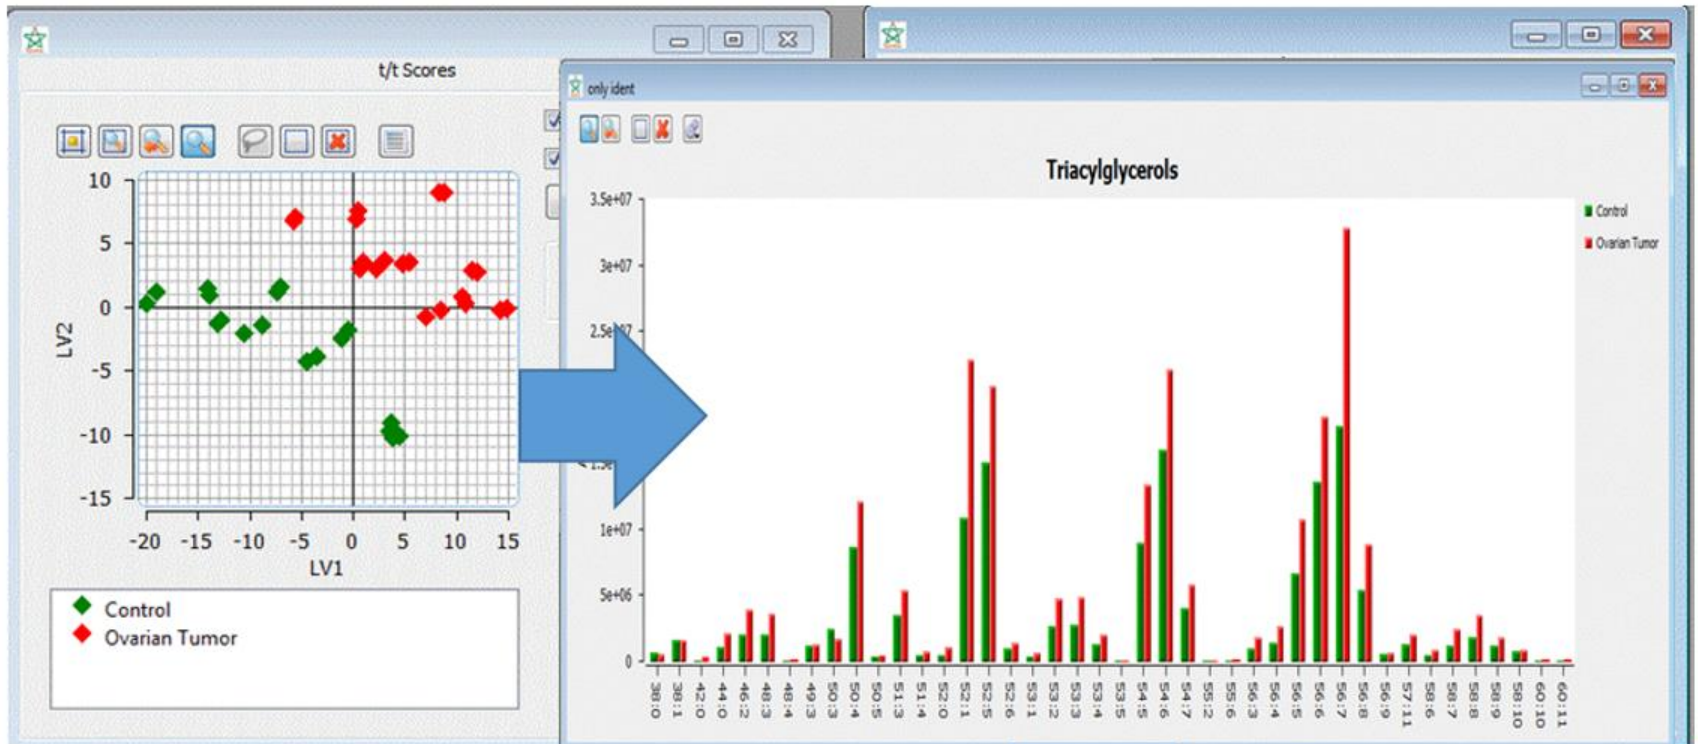 t/t Scores
10
5
0
-5
-10
-15
LV2
-20 -15 -10 -5 0 5 10 15
LV1
Control
Ovarian Tumor
only ident
Triacylglycerols
3.5e+07
3e+07
1e+07
5e+06
0
Control
Ovarian Tumor
38:0 38:1 42:0 44:0 46:2 48:3 48:4 49:3 50:3 50:4 50:5 51:3 51:4 52:0 52:1 52:5 52:6 53:1 53:2 53:3 53:4 53:5 54:5 54:6 54:7 55:2 55:6 56:3 56:4 56:5 56:6 56:7 56:8 56:9 57:11 58:6 58:7 58:8 58:9 58:10 60:10 60:11